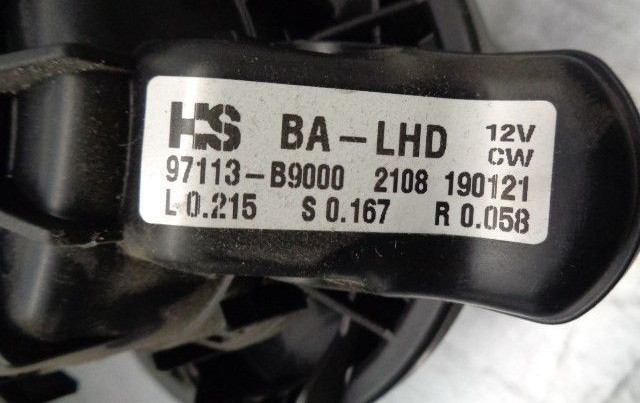 HS BA-LHD 12V CW
97113-B9000 2108 190121
L 0.215 S 0.167 R 0.058